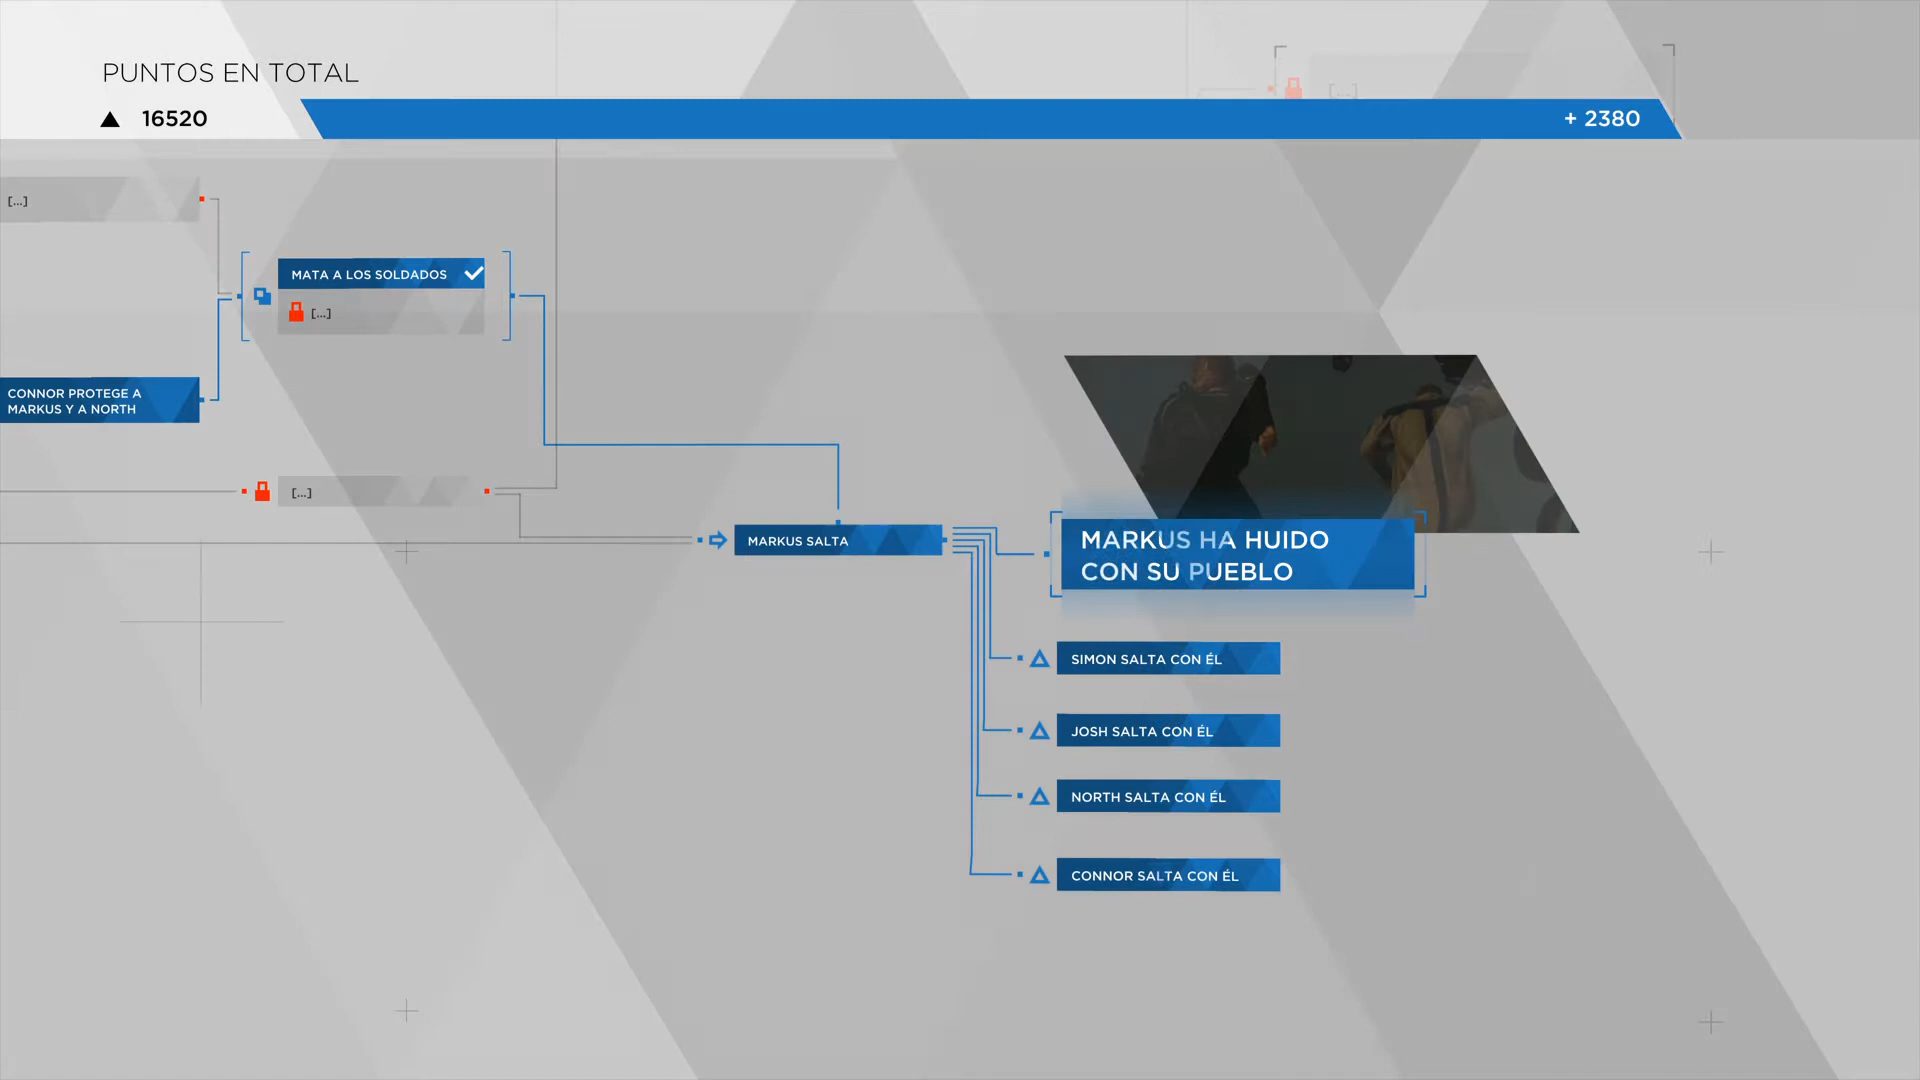 PUNTOS EN TOTAL
16520
+ 2380
[...]
[...]
MATA A LOS SOLDADOS
[...]
CONNOR PROTEGE A
MARKUS Y A NORTH
[...]
MARKUS SALTA
MARKUS HA HUIDO
CON SU PUEBLO
SIMON SALTA CON ÉL
JOSH SALTA CON ÉL
NORTH SALTA CON ÉL
CONNOR SALTA CON ÉL